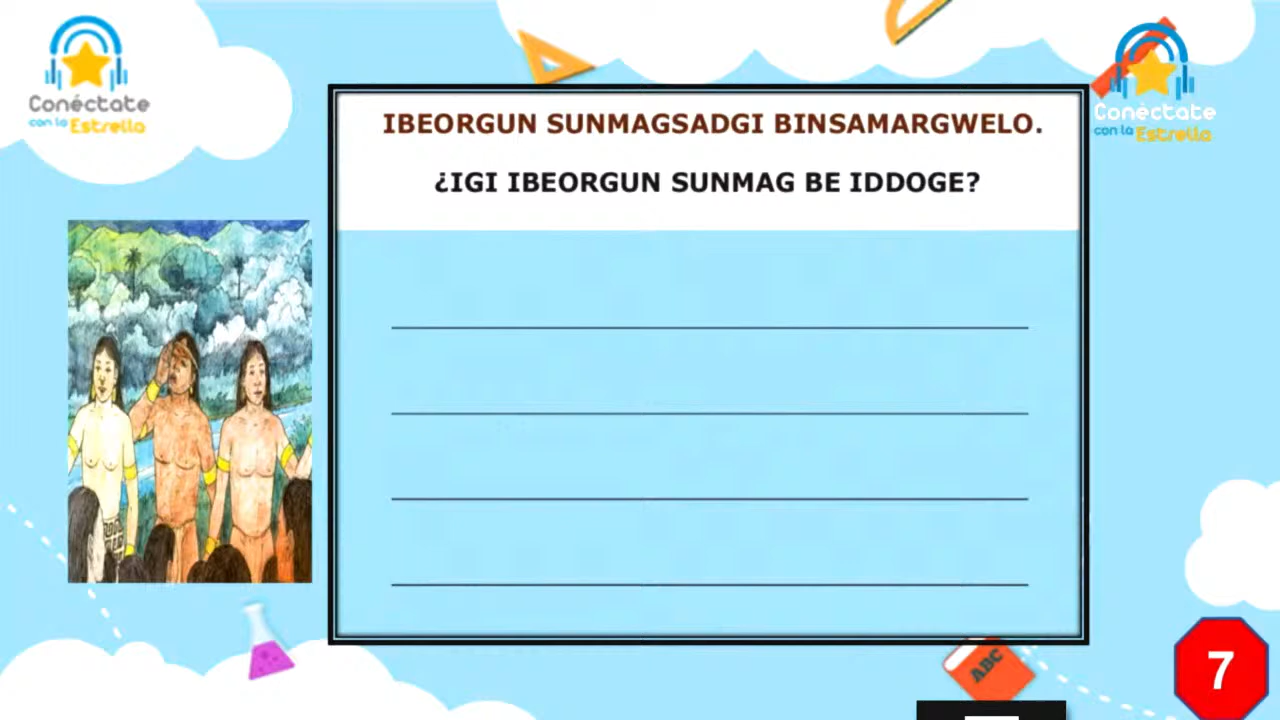 Conéctate
con la Estrella
Conéctate
con la Estrella
IBEORGUN SUNMAGSADGI BINSAMARGWELO.
¿IGI IBEORGUN SUNMAG BE IDDOGE?
ABC
7